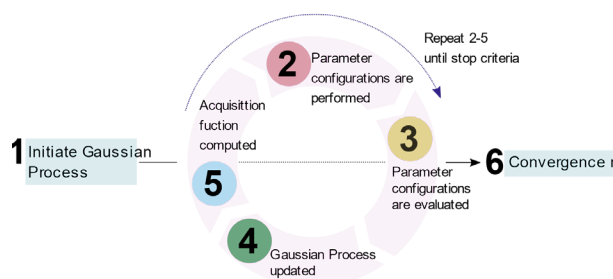 1 Initiate Gaussian
Process
2 Parameter
configurations are
performed
Repeat 2-5
until stop criteria
3
Parameter
configurations
are evaluated
4 Gaussian Process
updated
Acquisittion
fuction
computed
5
6 Convergence